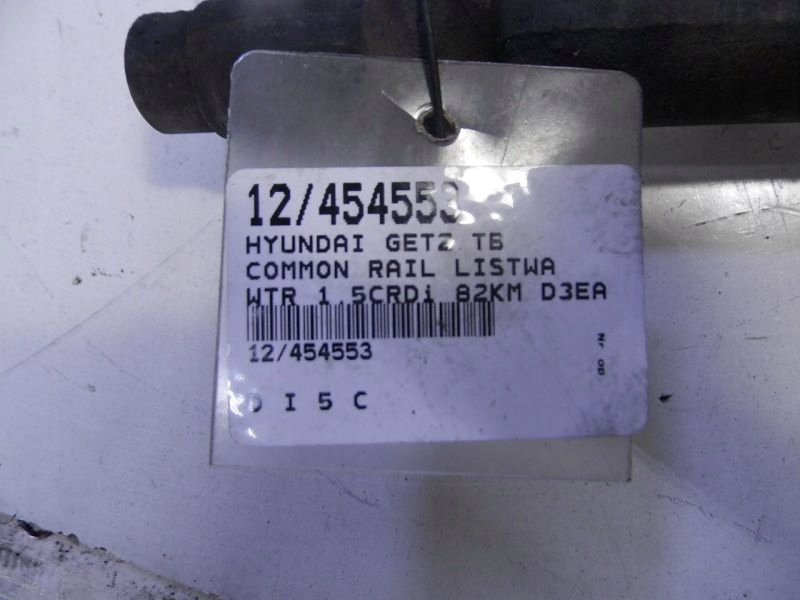 12/454553
HYUNDAI GETZ TB
COMMON RAIL LISTWA
WTR 1.5CRDi 82KM D3EA
12/454553
D I 5 C